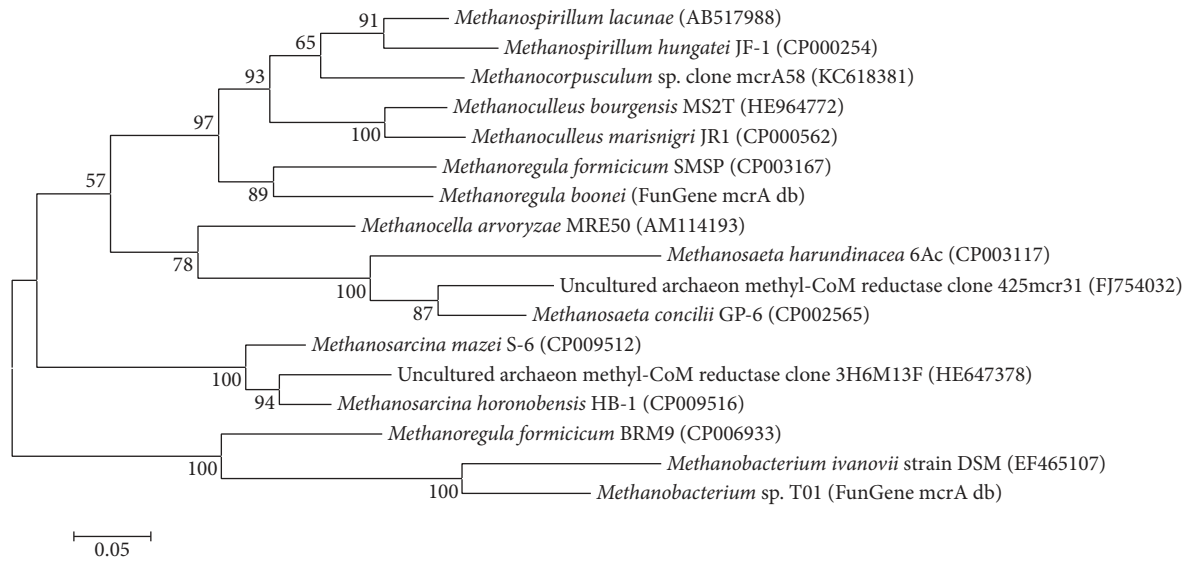 91
Methanospirillum lacunae (AB517988)
65
Methanospirillum hungatei JF-1 (CP000254)
93
Methanocorpusculum sp. clone mcrA58 (KC618381)
Methanoculleus bourgensis MS2T (HE964772)
97
100
Methanoculleus marisnigri JR1 (CP000562)
Methanoregula formicicum SMSP (CP003167)
57
89
Methanoregula boonei (FunGene mcrA db)
Methanocella arvoryzae MRE50 (AM114193)
78
Methanosaeta harundinacea 6Ac (CP003117)
100
Uncultured archaeon methyl-CoM reductase clone 425mcr31 (FJ754032)
87
Methanosaeta concilii GP-6 (CP002565)
Methanosarcina mazei S-6 (CP009512)
100
Uncultured archaeon methyl-CoM reductase clone 3H6M13F (HE647378)
94
Methanosarcina horonobensis HB-1 (CP009516)
Methanoregula formicicum BRM9 (CP006933)
100
Methanobacterium ivanovii strain DSM (EF465107)
100
Methanobacterium sp. T01 (FunGene mcrA db)
0.05